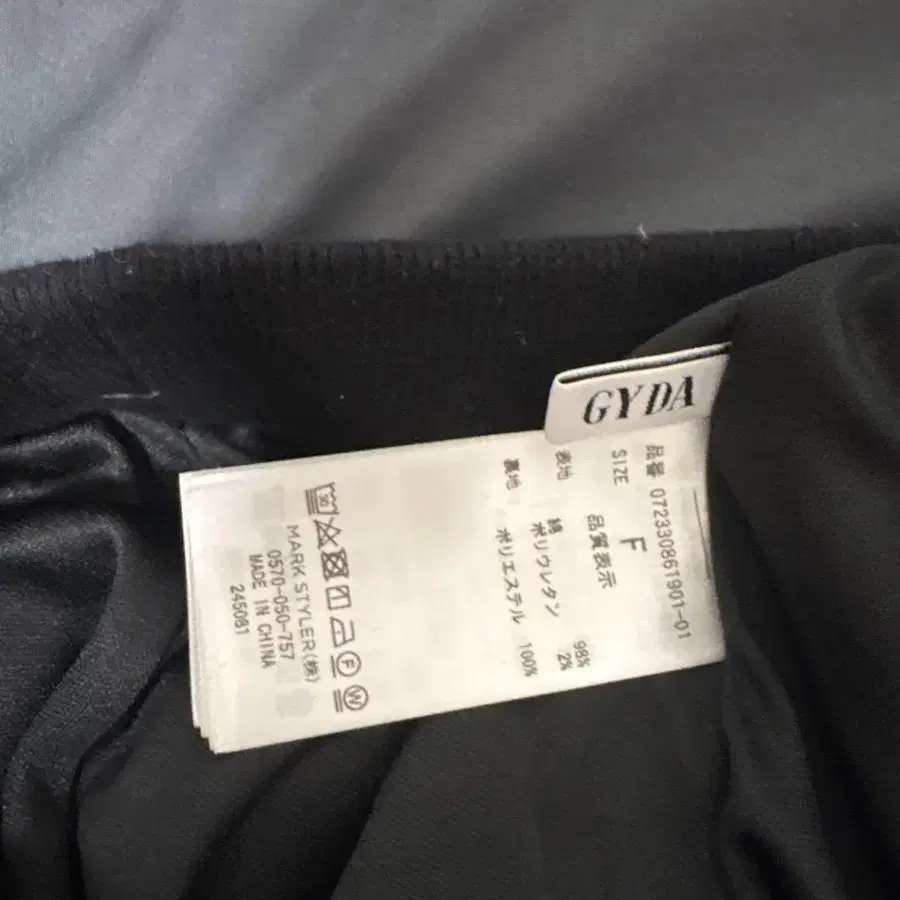 GYDA
品番 072330861901-01
SIZE F
品質表示
表地 綿 98%
ポリウレタン 2%
裏地 ポリエステル 100%
30
F
W
MARK STYLER(株)
0570-050-757
MADE IN CHINA
245081